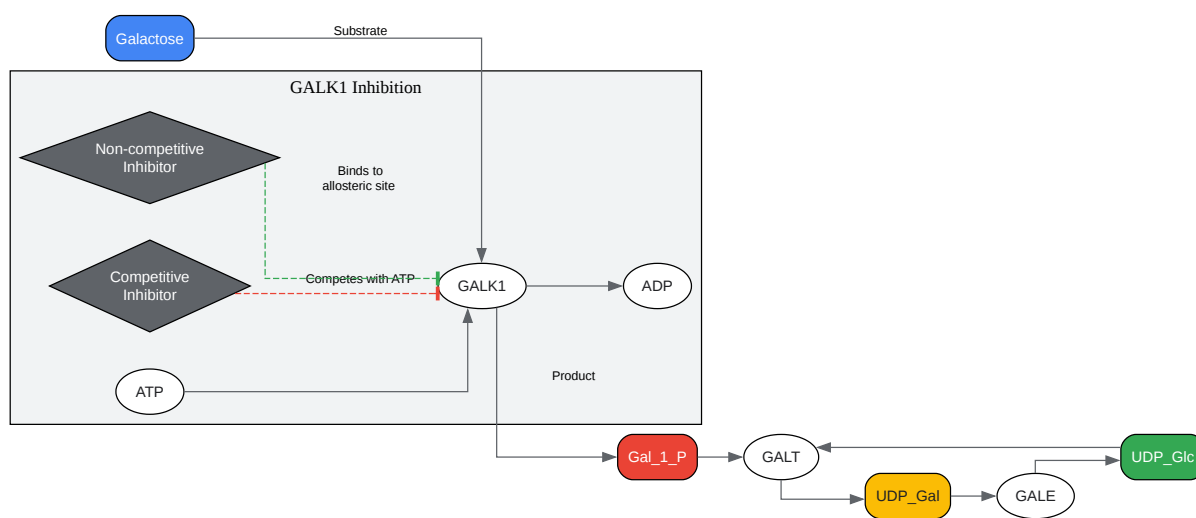 Galactose
Substrate
GALK1 Inhibition
Non-competitive
Inhibitor
Binds to
allosteric site
Competitive
Inhibitor
Competes with ATP
GALK1
ADP
ATP
Product
Gal_1_P
GALT
UDP_Glc
UDP_Gal
GALE